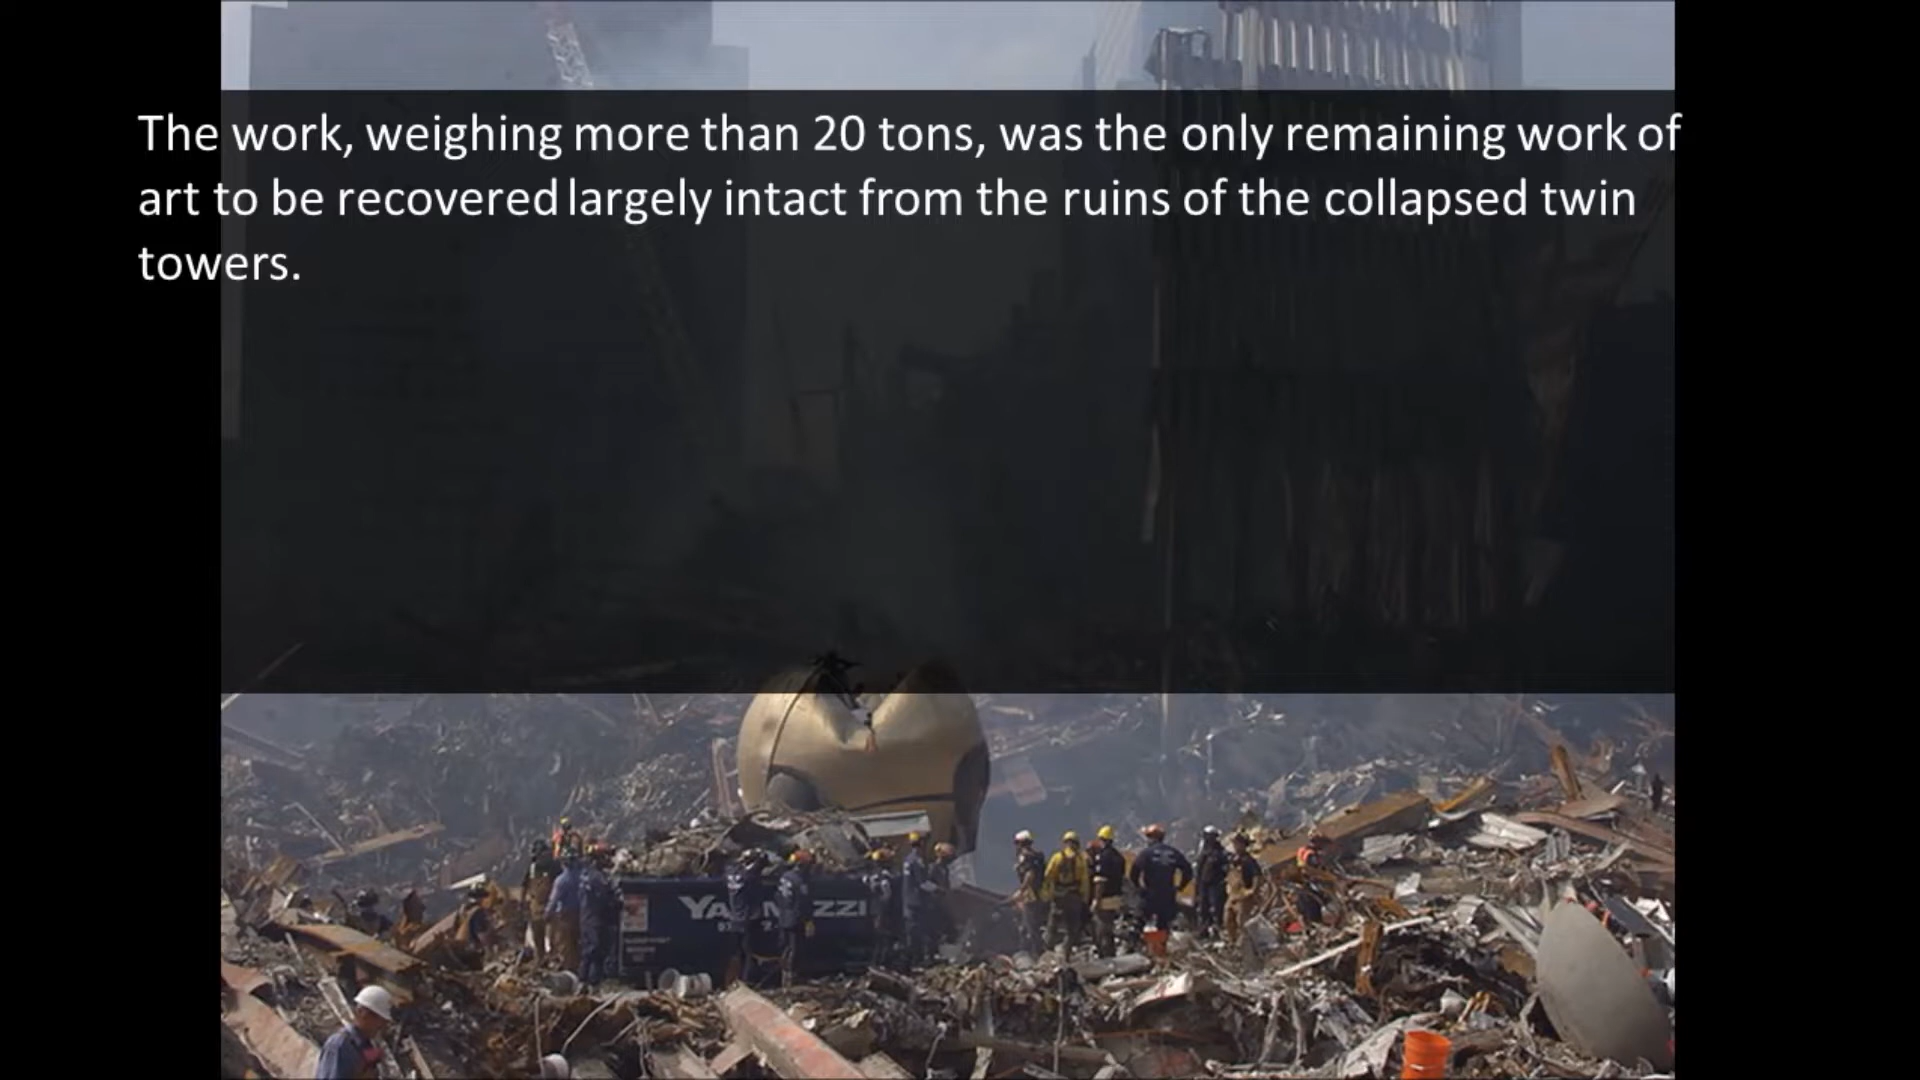 The work, weighing more than 20 tons, was the only remaining work of
art to be recovered largely intact from the ruins of the collapsed twin
towers.